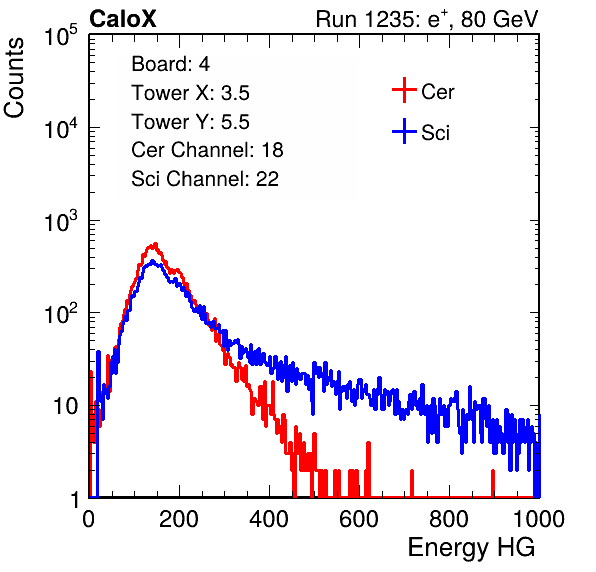 CaloX Run 1235: e⁺, 80 GeV
Counts
10⁵
10⁴
10³
10²
10
1
Board: 4
Tower X: 3.5
Tower Y: 5.5
Cer Channel: 18
Sci Channel: 22
Cer
Sci
0 200 400 600 800 1000
Energy HG